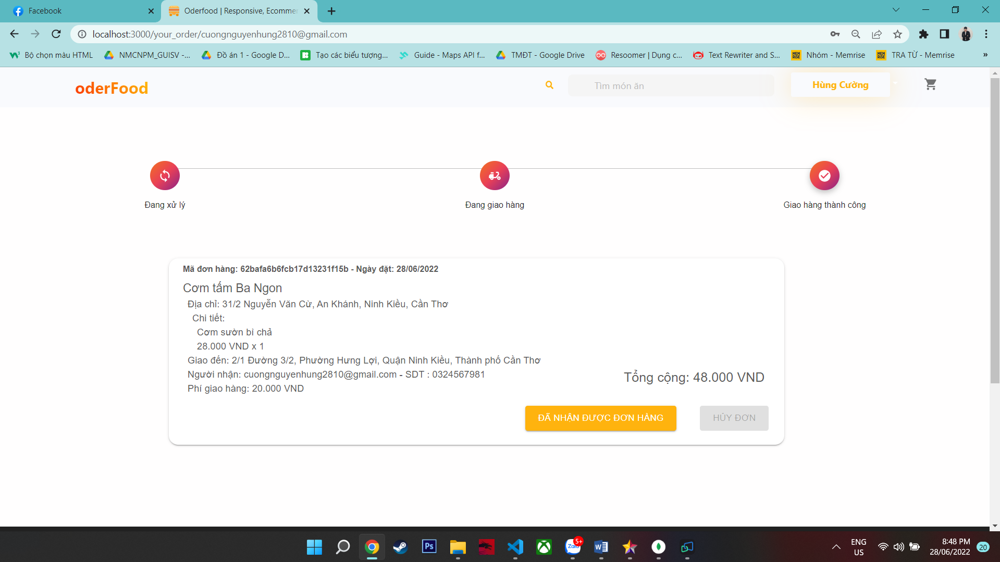 Facebook
Oderfood | Responsive, Ecomme
localhost:3000/your_order/cuongnguyenhung2810@gmail.com
Bộ chọn màu HTML
NMCNPM_GUISV -...
Đồ án 1 - Google D...
Tạo các biểu tượng...
Guide - Maps API f...
TMĐT - Google Drive
Resoomer | Dụng c...
Text Rewriter and S...
Nhóm - Memrise
TRA TỪ - Memrise
»
oderFood
Tìm món ăn
Hùng Cường
Đang xử lý
Đang giao hàng
Giao hàng thành công
Mã đơn hàng: 62bafa6b6fcb17d13231f15b - Ngày đặt: 28/06/2022
Cơm tấm Ba Ngon
Địa chỉ: 31/2 Nguyễn Văn Cừ, An Khánh, Ninh Kiều, Cần Thơ
Chi tiết:
Cơm sườn bì chả
28.000 VND x 1
Giao đến: 2/1 Đường 3/2, Phường Hưng Lợi, Quận Ninh Kiều, Thành phố Cần Thơ
Người nhận: cuongnguyenhung2810@gmail.com - SDT : 0324567981
Phí giao hàng: 20.000 VND
Tổng cộng: 48.000 VND
ĐÃ NHẬN ĐƯỢC ĐƠN HÀNG
HỦY ĐƠN
Ps
Zalo
5+
W
ENG
US
8:48 PM
28/06/2022
20